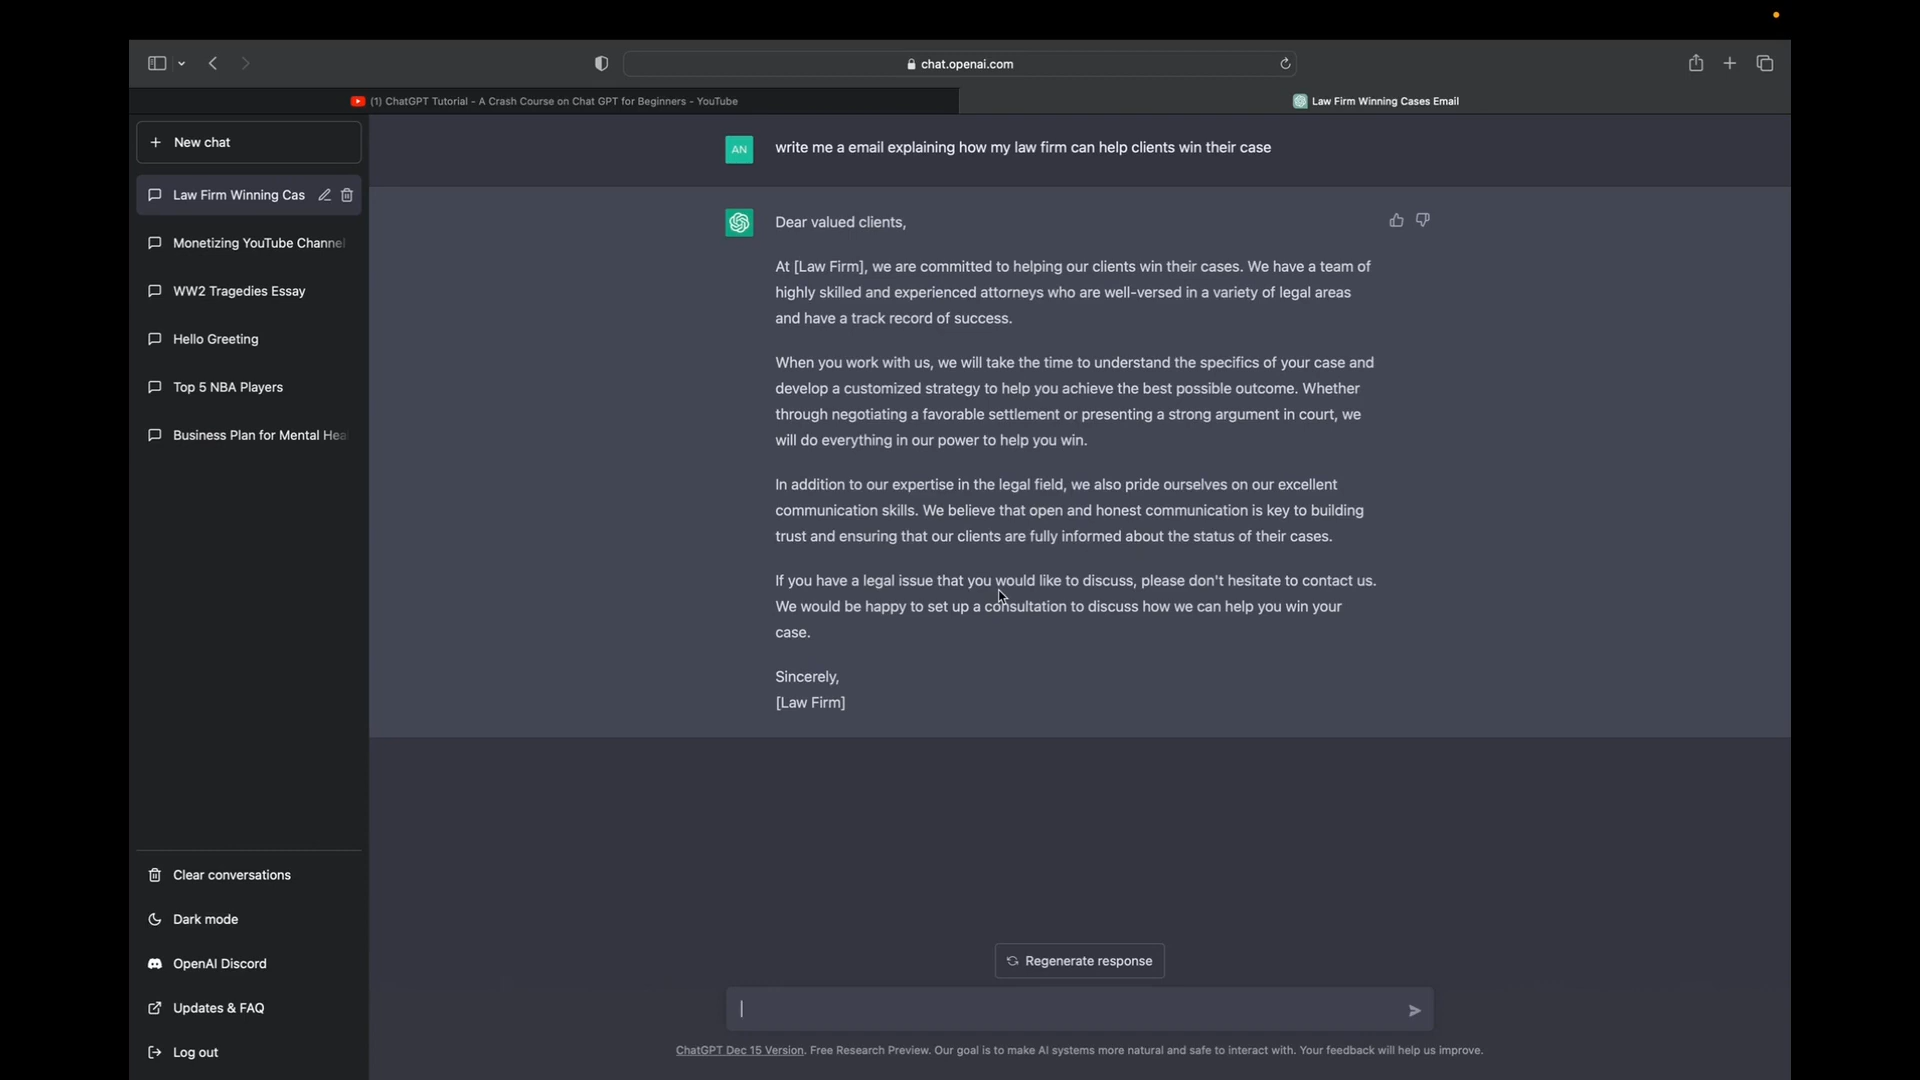 chat.openai.com
(1) ChatGPT Tutorial - A Crash Course on Chat GPT for Beginners - YouTube
Law Firm Winning Cases Email
New chat
Law Firm Winning Cas
Monetizing YouTube Channel
WW2 Tragedies Essay
Hello Greeting
Top 5 NBA Players
Business Plan for Mental Hea
Clear conversations
Dark mode
OpenAI Discord
Updates & FAQ
Log out
AN
write me a email explaining how my law firm can help clients win their case
Dear valued clients,
At [Law Firm], we are committed to helping our clients win their cases. We have a team of
highly skilled and experienced attorneys who are well-versed in a variety of legal areas
and have a track record of success.
When you work with us, we will take the time to understand the specifics of your case and
develop a customized strategy to help you achieve the best possible outcome. Whether
through negotiating a favorable settlement or presenting a strong argument in court, we
will do everything in our power to help you win.
In addition to our expertise in the legal field, we also pride ourselves on our excellent
communication skills. We believe that open and honest communication is key to building
trust and ensuring that our clients are fully informed about the status of their cases.
If you have a legal issue that you would like to discuss, please don't hesitate to contact us.
We would be happy to set up a consultation to discuss how we can help you win your
case.
Sincerely,
[Law Firm]
Regenerate response
ChatGPT Dec 15 Version. Free Research Preview. Our goal is to make AI systems more natural and safe to interact with. Your feedback will help us improve.